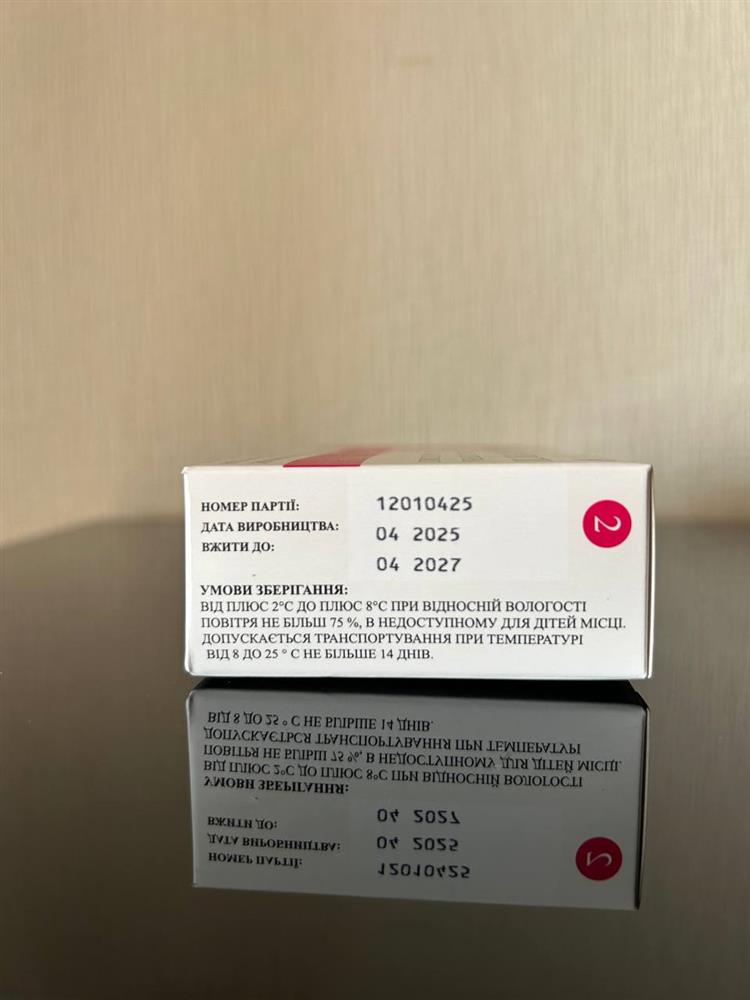 НОМЕР ПАРТІЇ: 12010425
ДАТА ВИРОБНИЦТВА: 04 2025
ВЖИТИ ДО: 04 2027
2
УМОВИ ЗБЕРІГАННЯ:
ВІД ПЛЮС 2°С ДО ПЛЮС 8°С ПРИ ВІДНОСНІЙ ВОЛОГОСТІ
ПОВІТРЯ НЕ БІЛЬШ 75 %, В НЕДОСТУПНОМУ ДЛЯ ДІТЕЙ МІСЦІ.
ДОПУСКАЄТЬСЯ ТРАНСПОРТУВАННЯ ПРИ ТЕМПЕРАТУРІ
ВІД 8 ДО 25 ° С НЕ БІЛЬШЕ 14 ДНІВ.